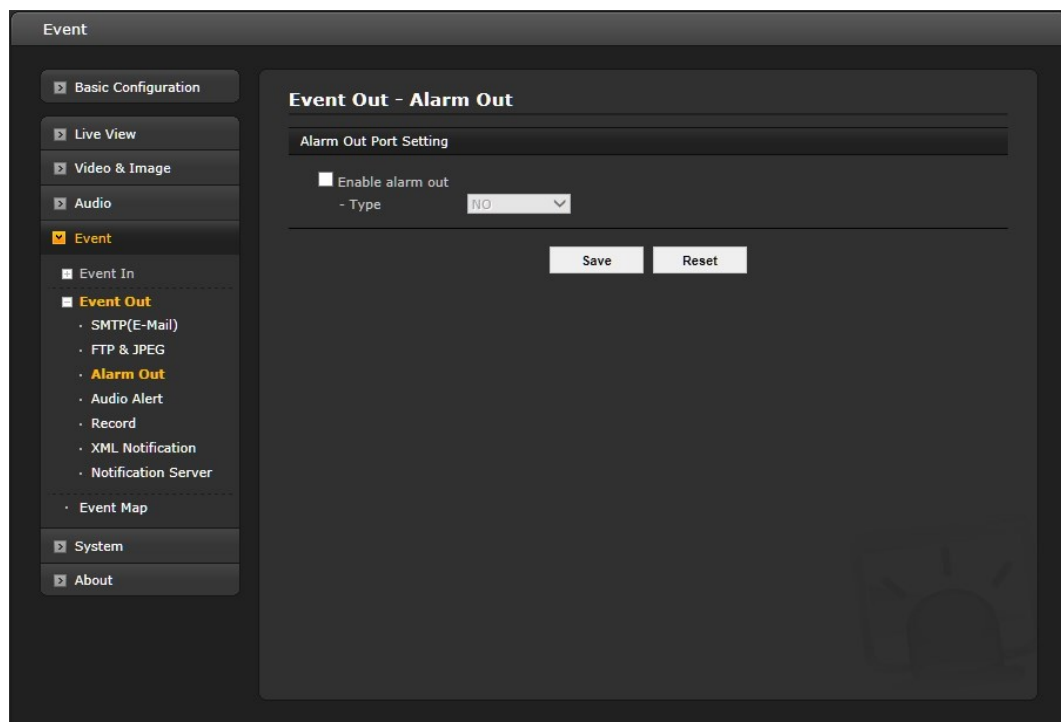 Event
Basic Configuration
Live View
Video & Image
Audio
Event
Event In
Event Out
· SMTP(E-Mail)
· FTP & JPEG
· Alarm Out
· Audio Alert
· Record
· XML Notification
· Notification Server
· Event Map
System
About
Event Out - Alarm Out
Alarm Out Port Setting
Enable alarm out
- Type NO
Save Reset